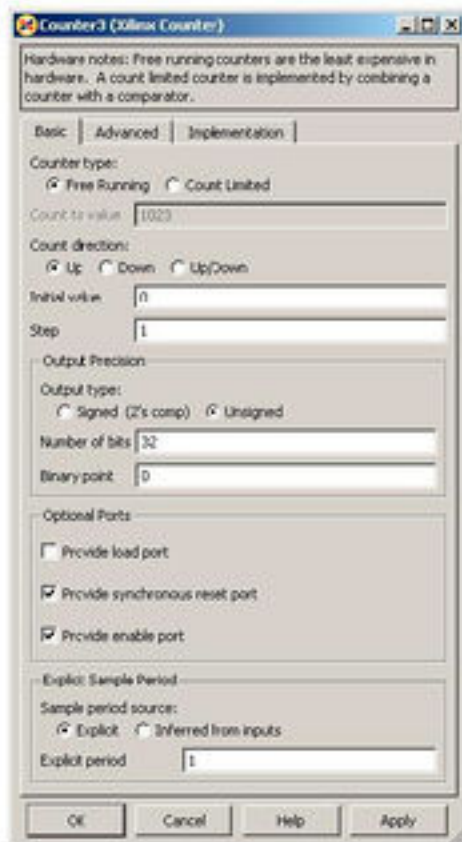 Counter3 (Xilinx Counter)
Hardware notes: Free running counters are the least expensive in
hardware. A count limited counter is implemented by combining a
counter with a comparator.
Basic Advanced Implementation
Counter type:
Free Running Count Limited
Count to value 1023
Count direction:
Up Down Up/Down
Initial value 0
Step 1
Output Precision
Output type:
Signed (2's comp) Unsigned
Number of bits 32
Binary point 0
Optional Ports
Provide load port
Provide synchronous reset port
Provide enable port
Explicit Sample Period
Sample period source:
Explicit Inferred from inputs
Explicit period 1
OK Cancel Help Apply